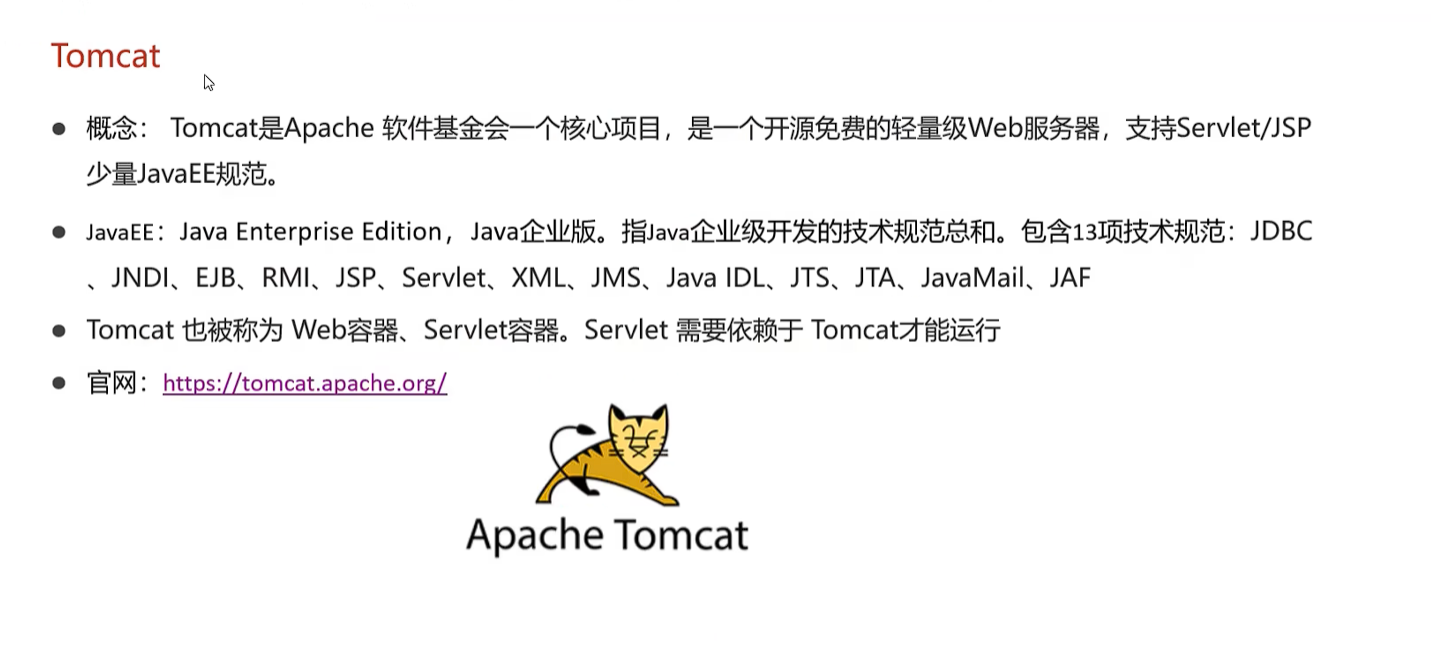 Tomcat
● 概念： Tomcat是Apache 软件基金会一个核心项目，是一个开源免费的轻量级Web服务器，支持Servlet/JSP
少量JavaEE规范。
● JavaEE：Java Enterprise Edition，Java企业版。指Java企业级开发的技术规范总和。包含13项技术规范：JDBC
、JNDI、EJB、RMI、JSP、Servlet、XML、JMS、Java IDL、JTS、JTA、JavaMail、JAF
● Tomcat 也被称为 Web容器、Servlet容器。Servlet 需要依赖于 Tomcat才能运行
● 官网：https://tomcat.apache.org/
Apache Tomcat